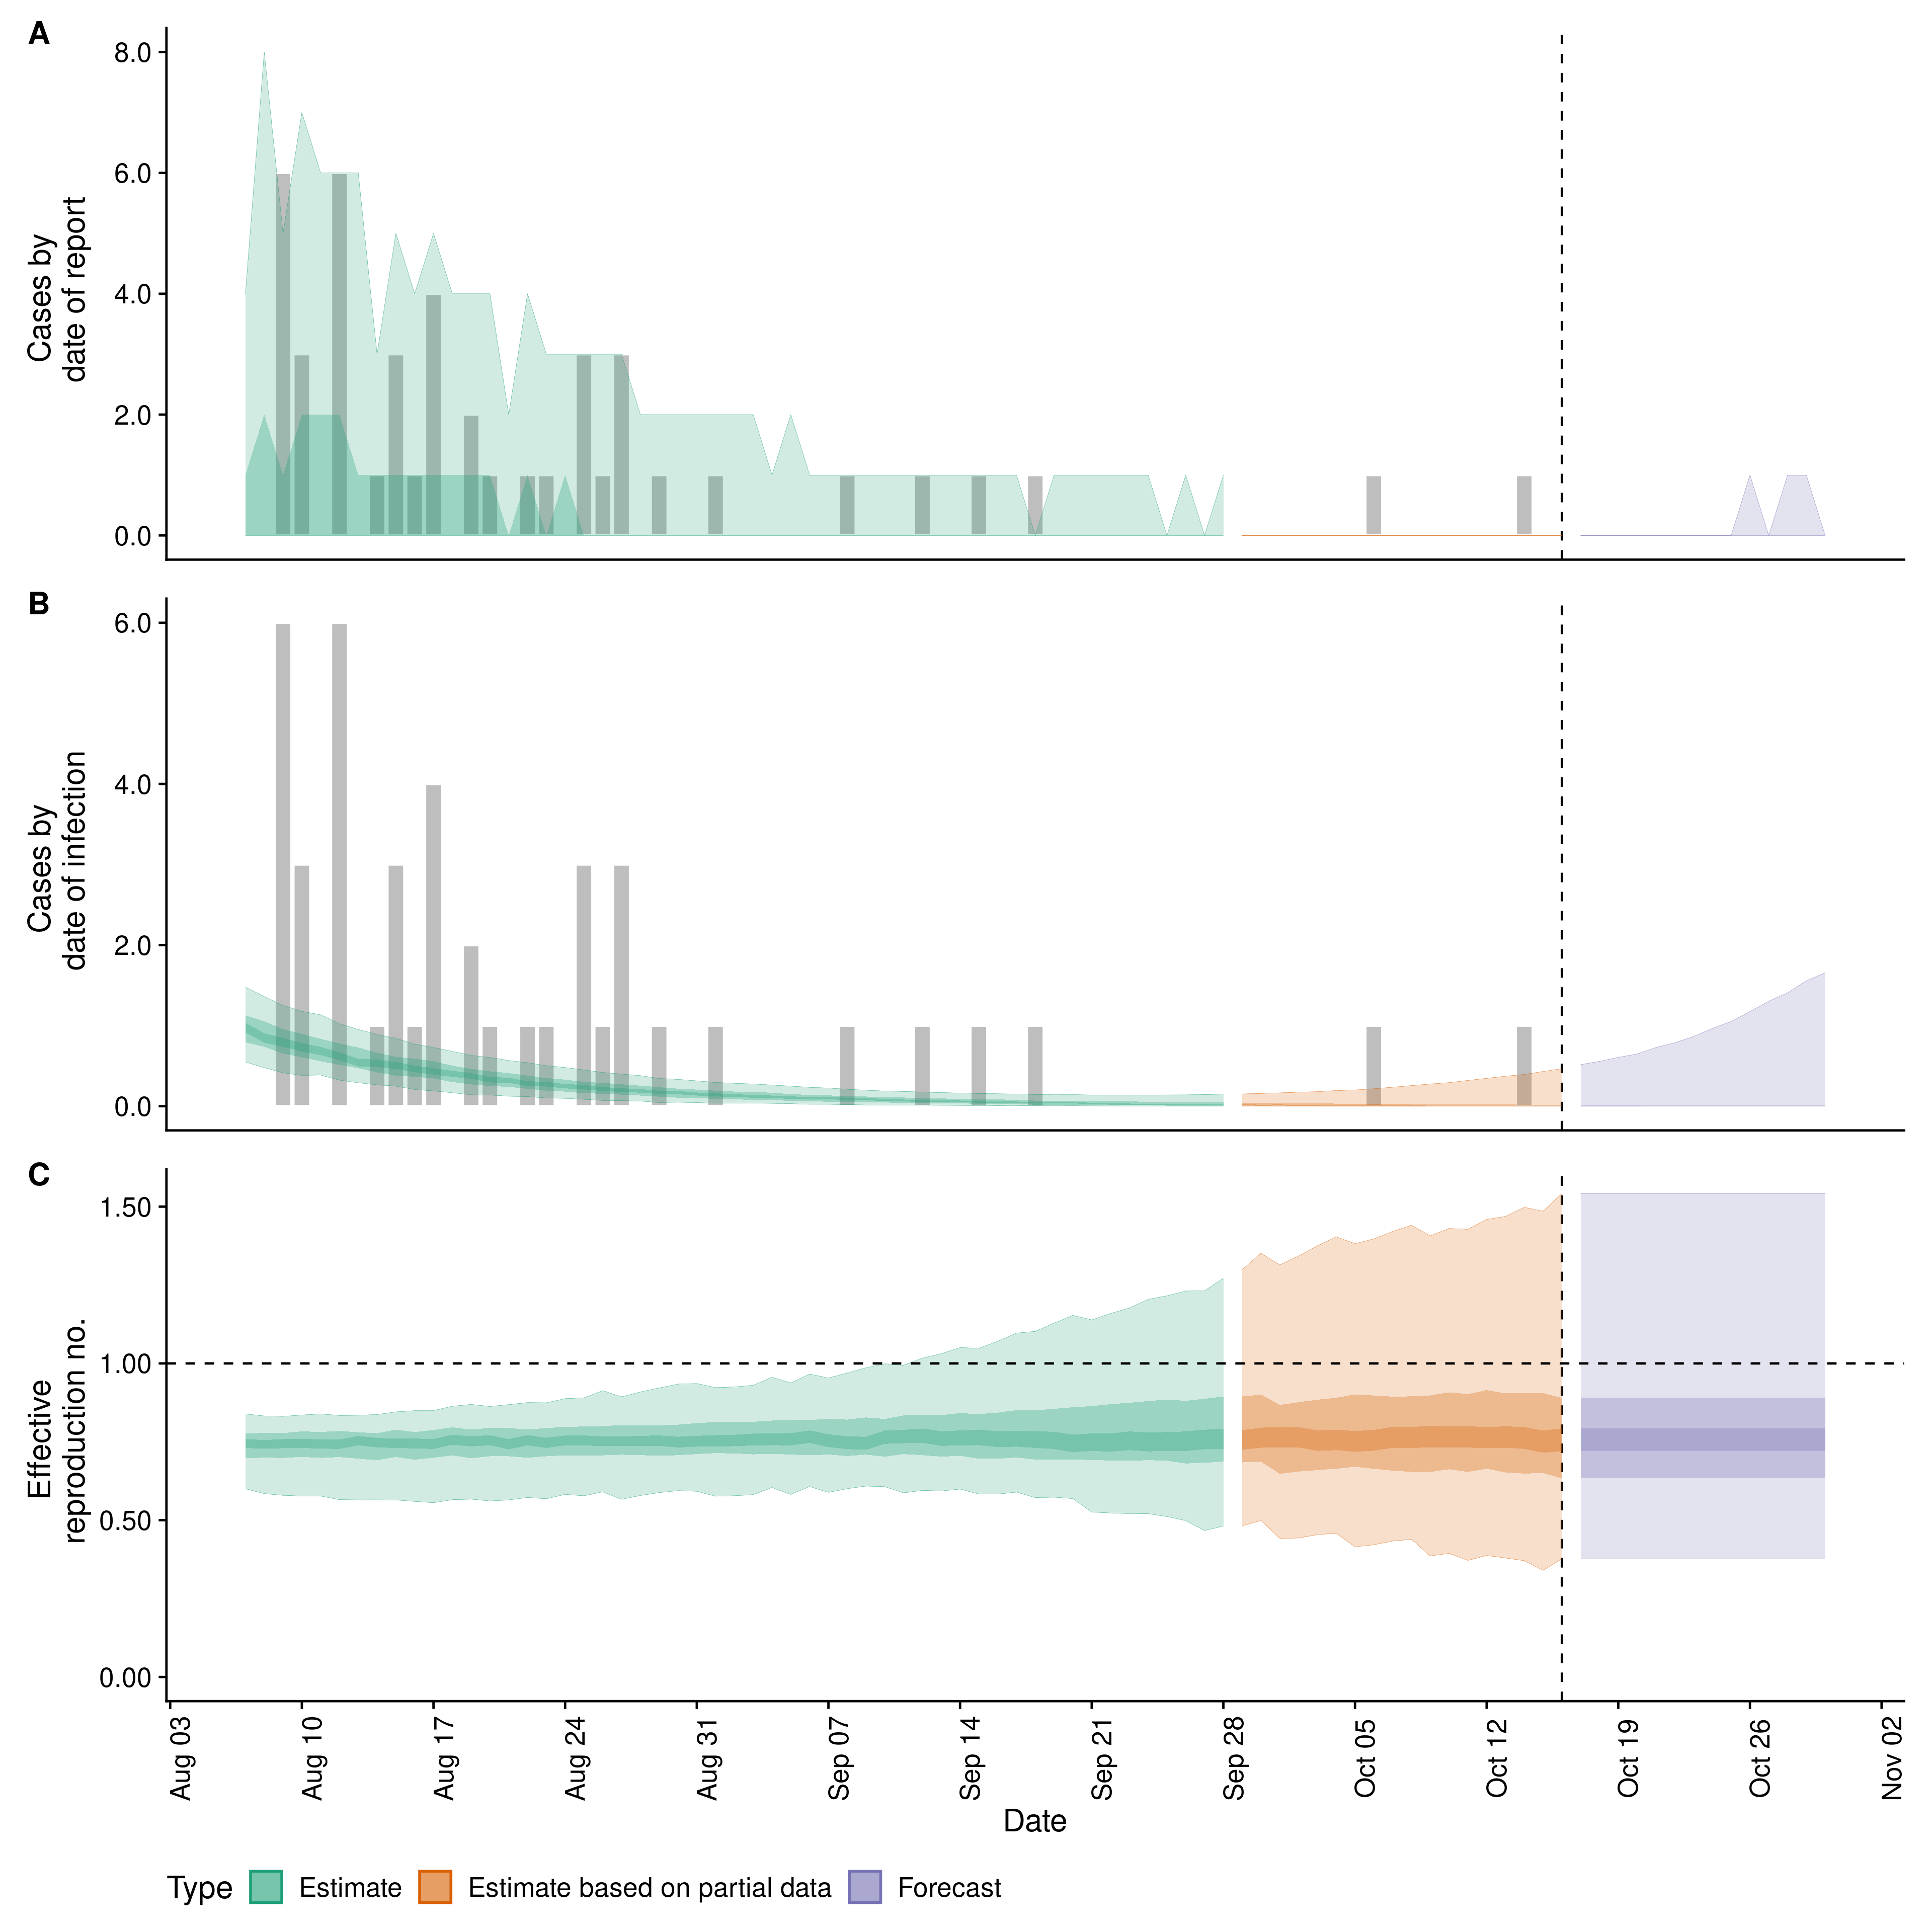 A
8.0
6.0
4.0
2.0
0.0
Cases by
date of report
B
6.0
4.0
2.0
0.0
Cases by
date of infection
C
1.50
1.00
0.50
0.00
Effective
reproduction no.
Aug 03
Aug 10
Aug 17
Aug 24
Aug 31
Sep 07
Sep 14
Sep 21
Sep 28
Oct 05
Oct 12
Oct 19
Oct 26
Nov 02
Date
Type Estimate Estimate based on partial data Forecast